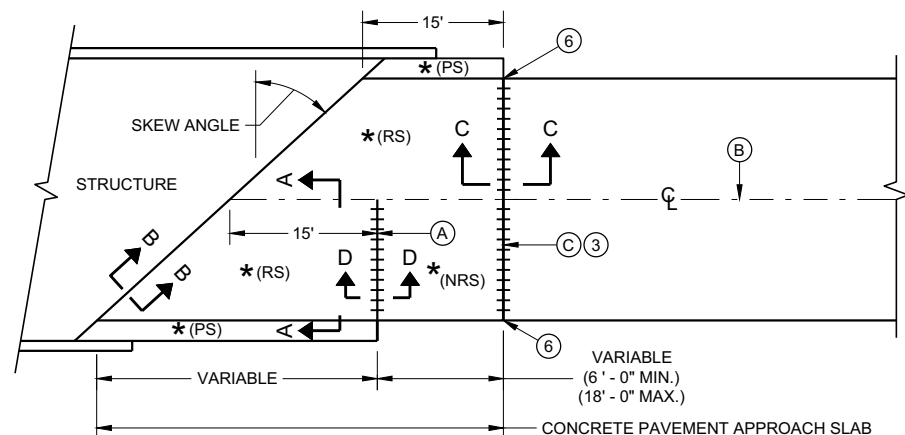 15'
6
*(PS)
SKEW ANGLE
*(RS)
C C
B
A
STRUCTURE
℄
15'
A
B
D D
C 3
*(RS)
*(NRS)
B
*(PS)
A
6
VARIABLE
VARIABLE
(6 ' - 0" MIN.)
(18' - 0" MAX.)
CONCRETE PAVEMENT APPROACH SLAB